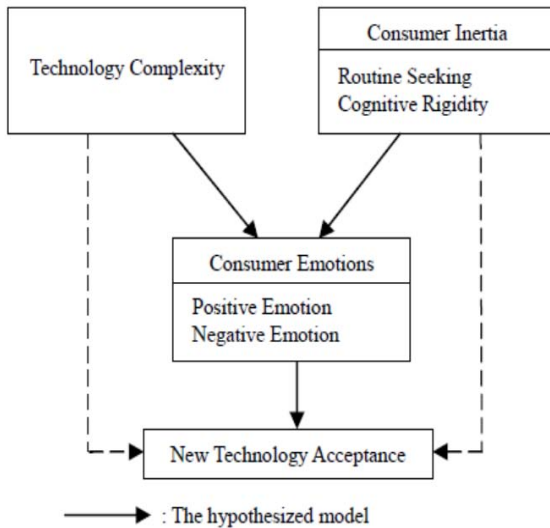 Technology Complexity
Consumer Inertia
Routine Seeking
Cognitive Rigidity
Consumer Emotions
Positive Emotion
Negative Emotion
New Technology Acceptance
: The hypothesized model